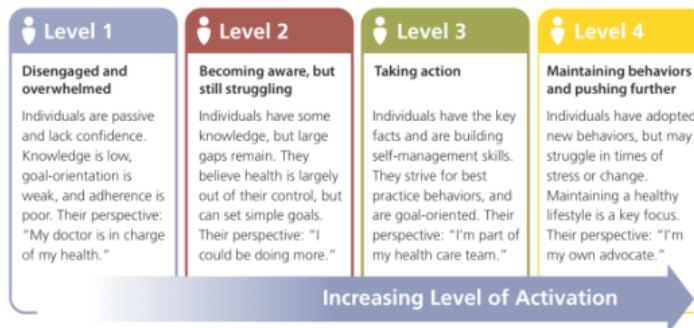 Level 1
Disengaged and
overwhelmed
Individuals are passive
and lack confidence.
Knowledge is low,
goal-orientation is
weak, and adherence is
poor. Their perspective:
"My doctor is in charge
of my health."
Level 2
Becoming aware, but
still struggling
Individuals have some
knowledge, but large
gaps remain. They
believe health is largely
out of their control, but
can set simple goals.
Their perspective: "I
could be doing more."
Level 3
Taking action
Individuals have the key
facts and are building
self-management skills.
They strive for best
practice behaviors, and
are goal-oriented. Their
perspective: "I'm part of
my health care team."
Level 4
Maintaining behaviors
and pushing further
Individuals have adopted
new behaviors, but may
struggle in times of
stress or change.
Maintaining a healthy
lifestyle is a key focus.
Their perspective: "I'm
my own advocate."
Increasing Level of Activation